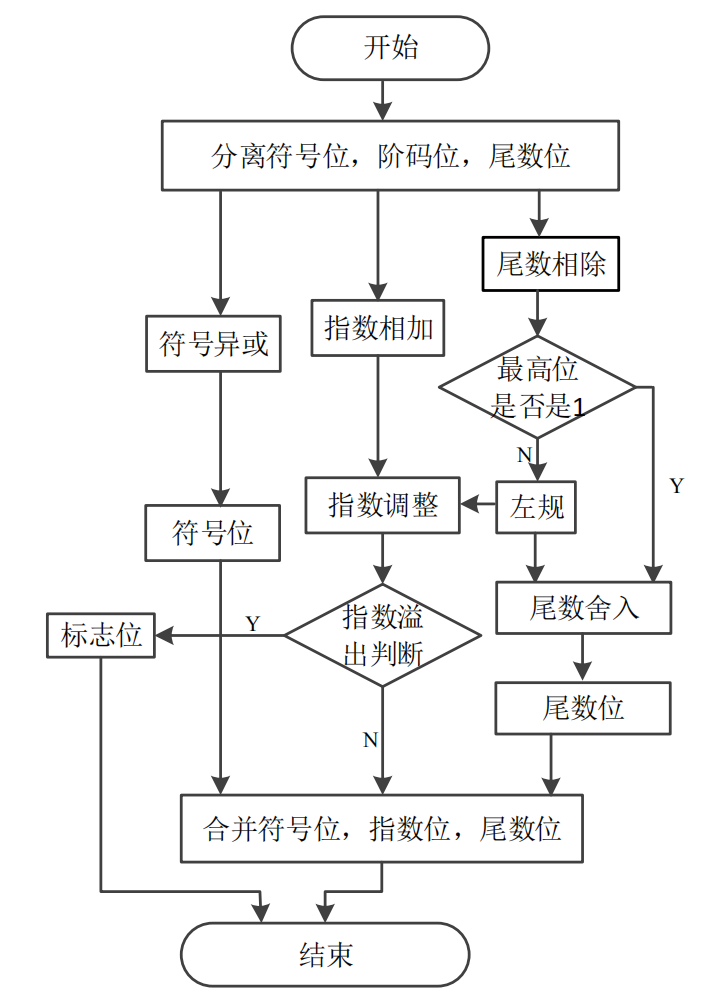 开始
分离符号位，阶码位，尾数位
尾数相除
符号异或
指数相加
最高位
是否是1
N
Y
指数调整
左规
符号位
尾数舍入
标志位
Y
指数溢
出判断
尾数位
N
合并符号位，指数位，尾数位
结束